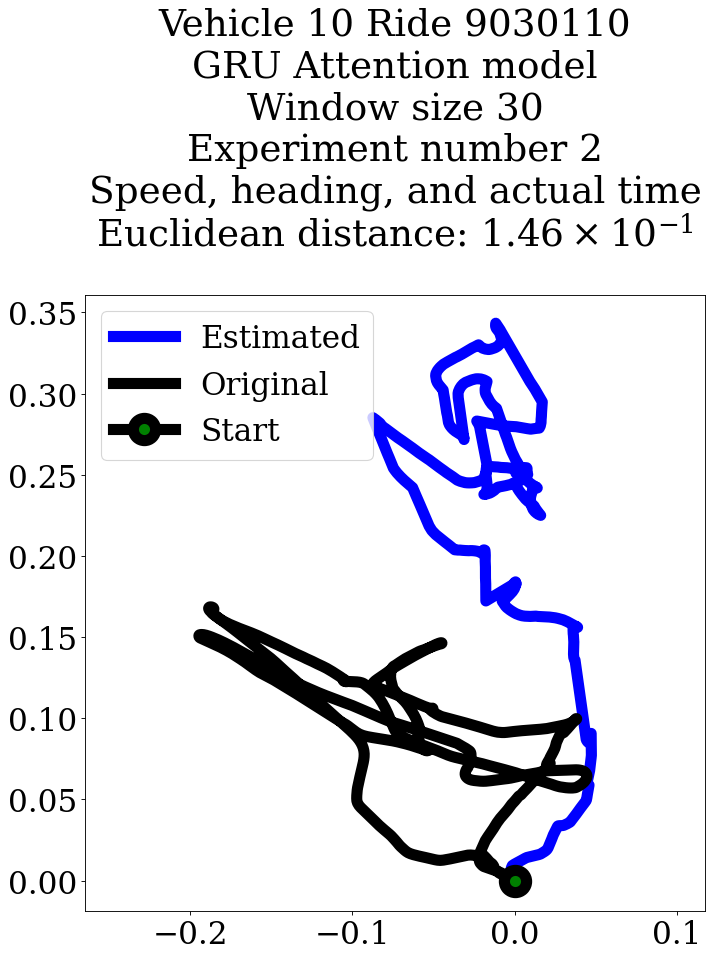 Vehicle 10 Ride 9030110
GRU Attention model
Window size 30
Experiment number 2
Speed, heading, and actual time
Euclidean distance: 1.46 × 10⁻¹
Estimated
Original
Start
0.35
0.30
0.25
0.20
0.15
0.10
0.05
0.00
−0.2 −0.1 0.0 0.1